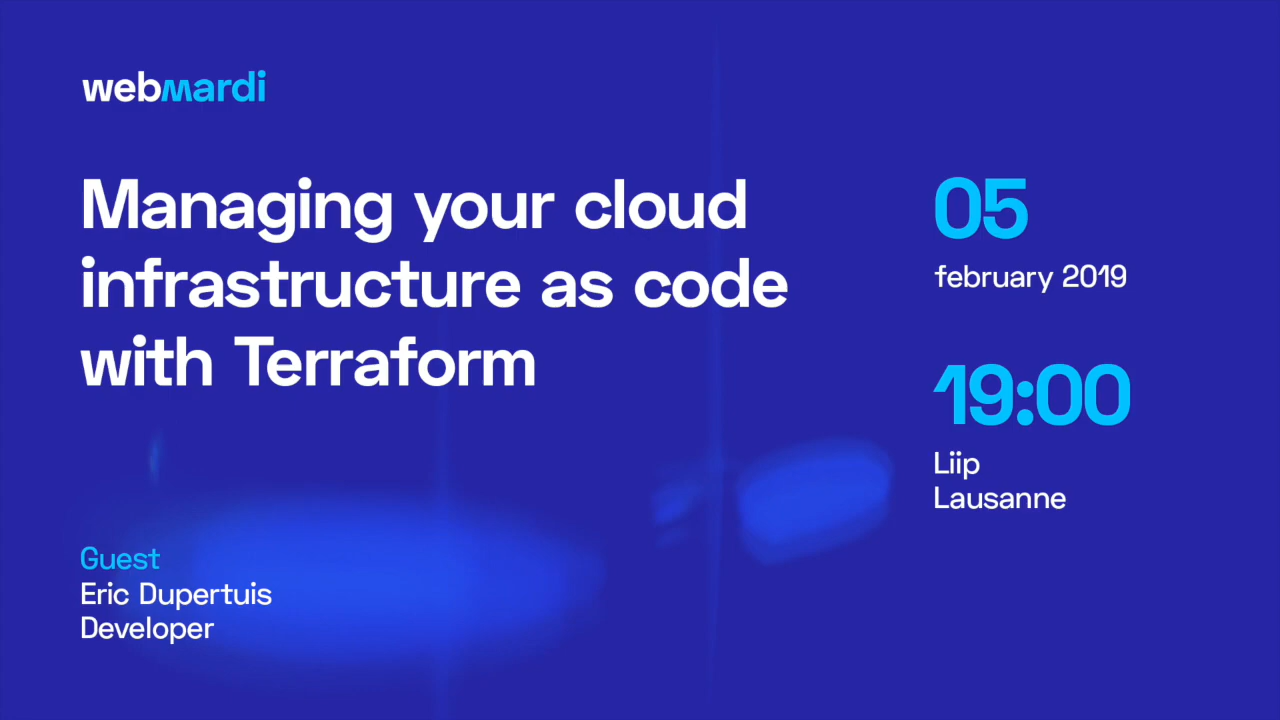 webmardi
Managing your cloud
infrastructure as code
with Terraform
05
february 2019
19:00
Liip
Lausanne
Guest
Eric Dupertuis
Developer